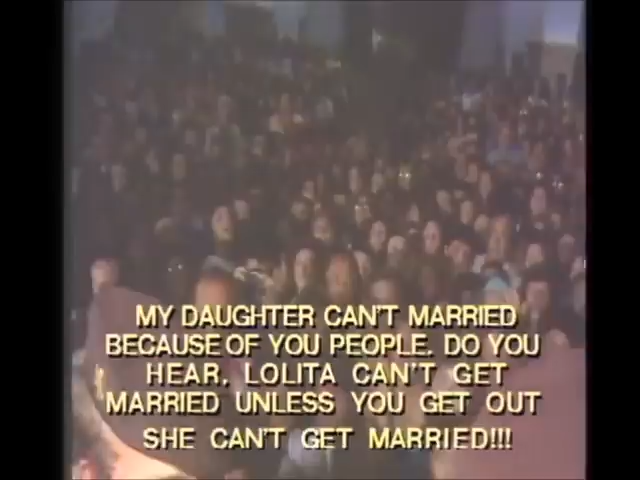 MY DAUGHTER CAN'T MARRIED
BECAUSE OF YOU PEOPLE. DO YOU
HEAR. LOLITA CAN'T GET
MARRIED UNLESS YOU GET OUT
SHE CAN'T GET MARRIED!!!